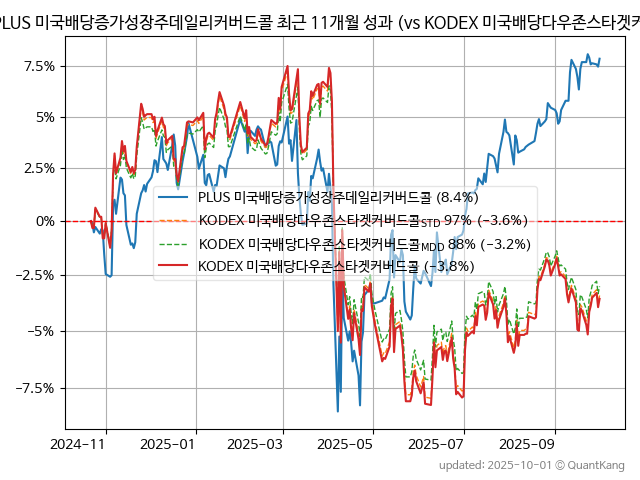 PLUS 미국배당증가성장주데일리커버드콜 최근 11개월 성과 (vs KODEX 미국배당다우존스타겟커
7.5%
5%
2.5%
0%
−2.5%
−5%
−7.5%
PLUS 미국배당증가성장주데일리커버드콜 (8.4%)
KODEX 미국배당다우존스타겟커버드콜STD 97% (−3.6%)
KODEX 미국배당다우존스타겟커버드콜MDD 88% (−3.2%)
KODEX 미국배당다우존스타겟커버드콜 (−3.8%)
2024-11 2025-01 2025-03 2025-05 2025-07 2025-09
updated: 2025-10-01 © QuantKang